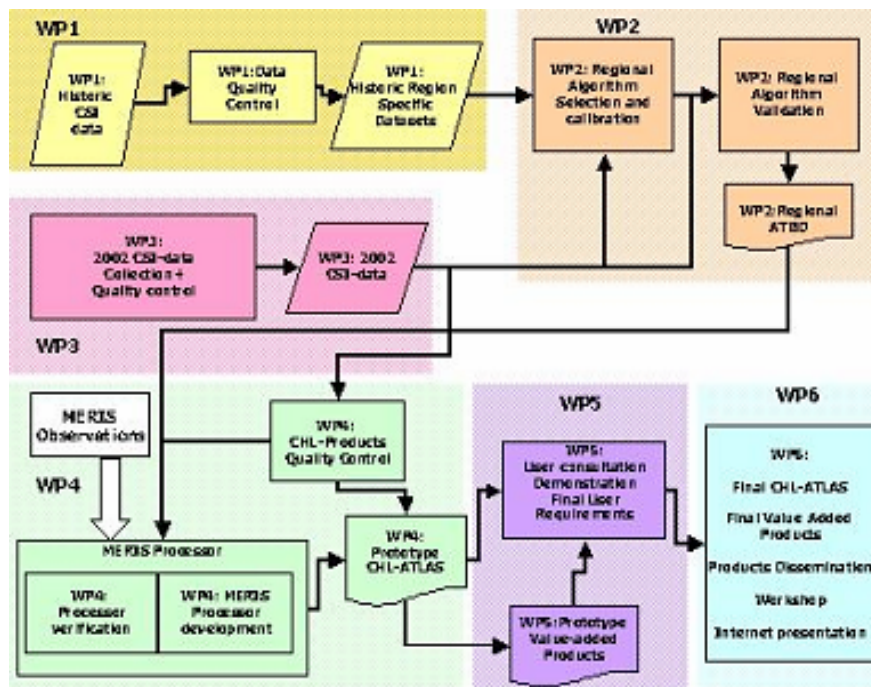 WP1
WP1:
Historic
CSI
data
WP1:Data
Quality
Control
WP1:
Historic Region
Specific
Datasets
WP2
WP2: Regional
Algorithm
Selection and
calibration
WP2: Regional
Algorithm
Validation
WP2:Regional
ATBD
WP3:
2002 CSI-data
Collection+
Quality control
WP3: 2002
CSI-data
WP3
MERIS
Observations
WP4
WP4:
CHL-Products
Quality Control
MERIS Processor
WP4:
Processor
verification
WP4: MERIS
Processor
development
WP4:
Prototype
CHL-ATLAS
WP5
WP5:
User consultation
Demonstration
Final User
Requirements
WP5:Prototype
Value-added
Products
WP6
WP6:
Final CHL-ATLAS
Final Value Added
Products
Products Dissemination
Workshop
Internet presentation